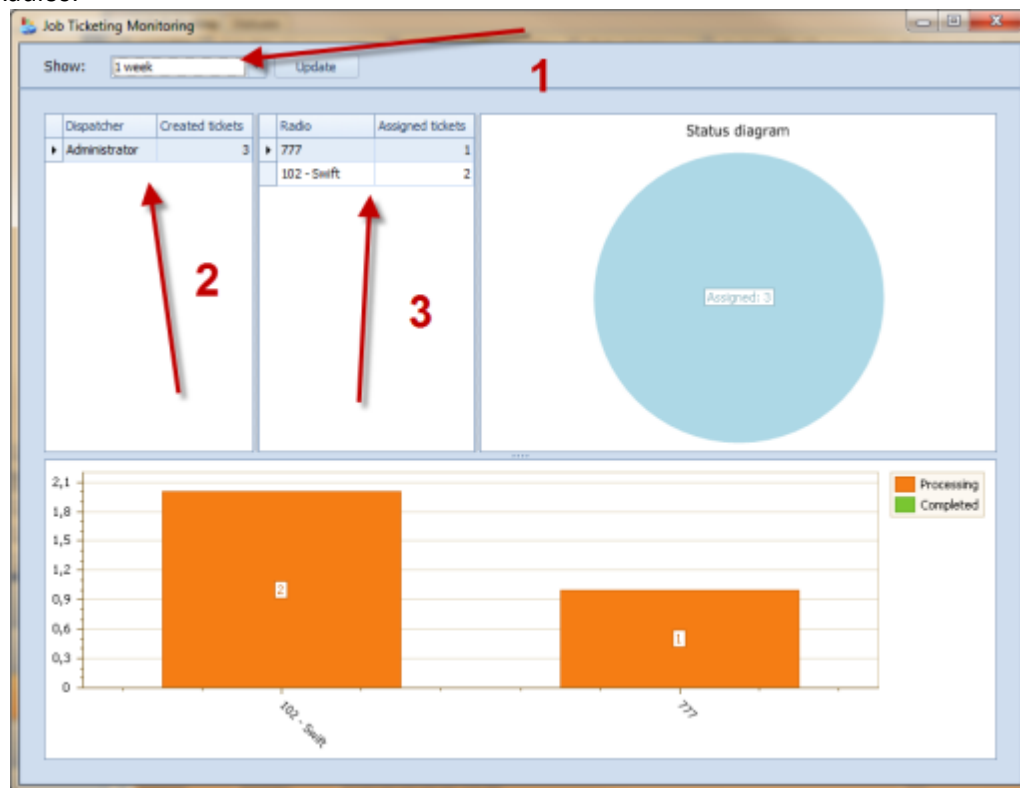 Job Ticketing Monitoring
Show: 1 week Update
1
Dispatcher Created tickets
Administrator 3
2
Radio Assigned tickets
777 1
102 - Swift 2
3
Status diagram
Assigned: 3
2,1
1,8
1,5
1,2
0,9
0,6
0,3
0
2
1
102 - Swift
777
Processing
Completed